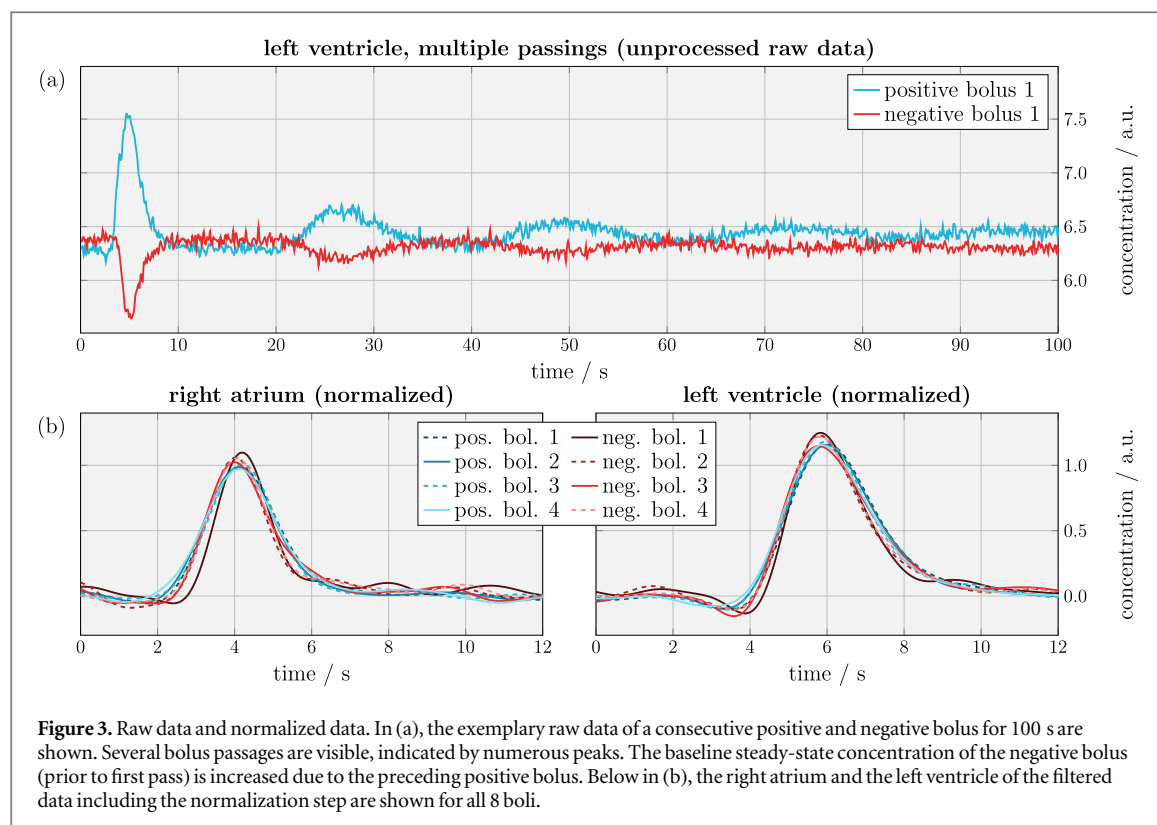 left ventricle, multiple passings (unprocessed raw data)
(a)
positive bolus 1
negative bolus 1
7.5
7.0
6.5
6.0
concentration / a.u.
0 10 20 30 40 50 60 70 80 90 100
time / s
right atrium (normalized) left ventricle (normalized)
(b)
pos. bol. 1 neg. bol. 1
pos. bol. 2 neg. bol. 2
pos. bol. 3 neg. bol. 3
pos. bol. 4 neg. bol. 4
1.0
0.5
0.0
concentration / a.u.
0 2 4 6 8 10 12 0 2 4 6 8 10 12
time / s time / s
Figure 3. Raw data and normalized data. In (a), the exemplary raw data of a consecutive positive and negative bolus for 100 s are
shown. Several bolus passages are visible, indicated by numerous peaks. The baseline steady-state concentration of the negative bolus
(prior to first pass) is increased due to the preceding positive bolus. Below in (b), the right atrium and the left ventricle of the filtered
data including the normalization step are shown for all 8 boli.